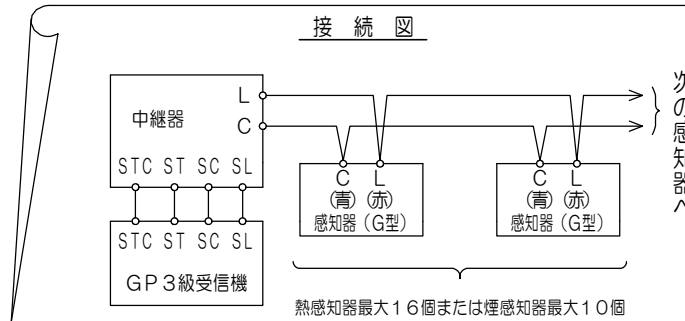 接続図
L
C
中継器
STC ST SC SL
STC ST SC SL
GP3級受信機
C L
(青) (赤)
感知器(G型)
C L
(青) (赤)
感知器(G型)
次の感知器へ
熱感知器最大16個または煙感知器最大10個